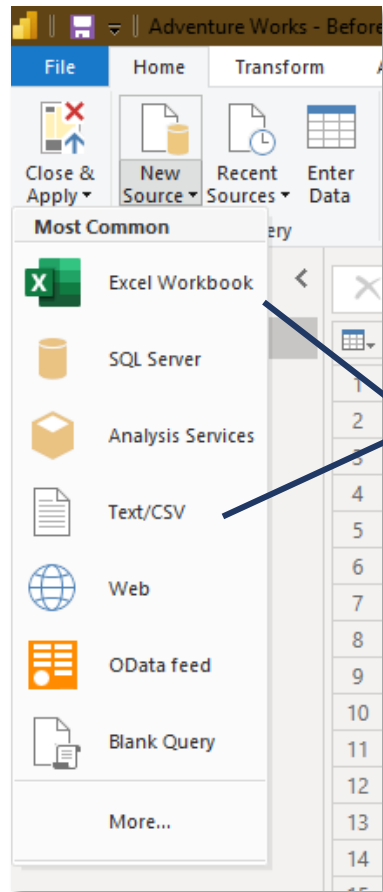 Adventure Works - Before
File Home Transform
Close & Apply New Source Recent Sources Enter Data
Most Common
ery
Excel Workbook
SQL Server
Analysis Services
Text/CSV
Web
OData feed
Blank Query
More...
1
2
3
4
5
6
7
8
9
10
11
12
13
14